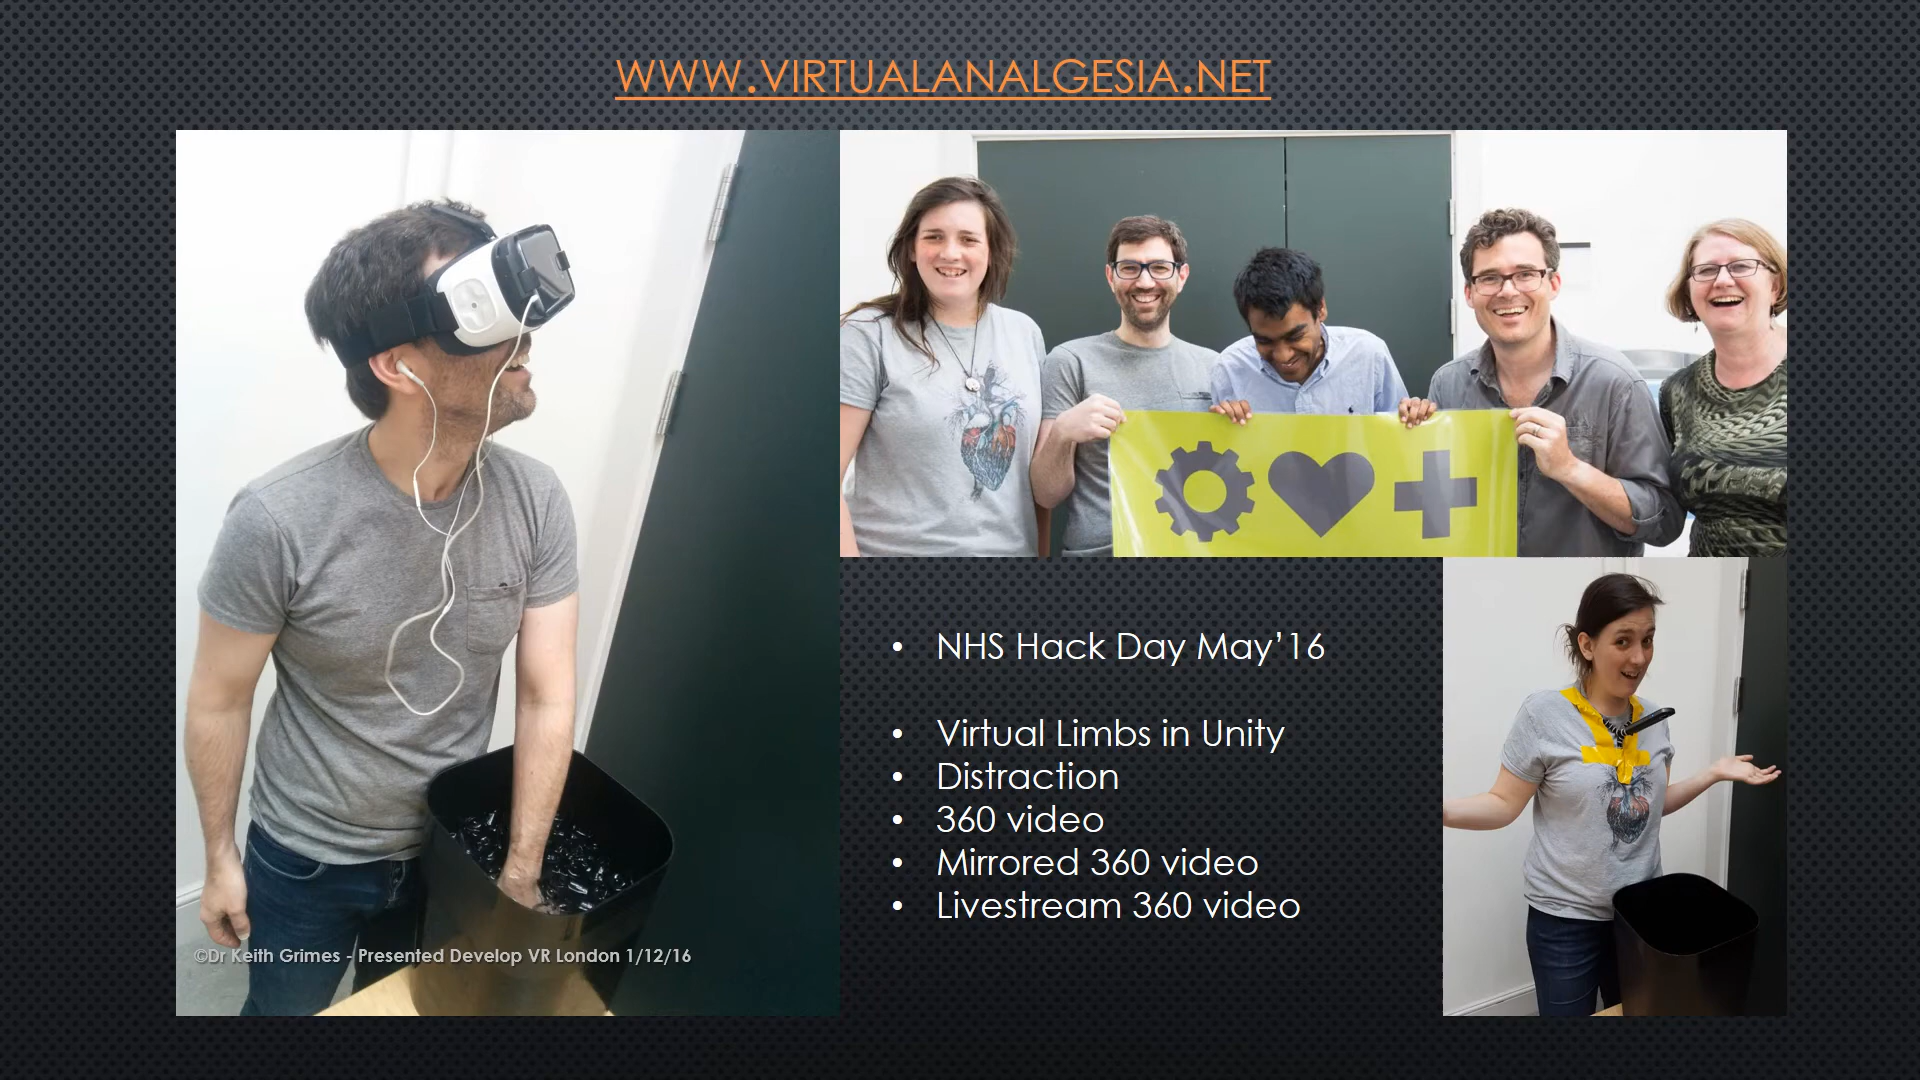 WWW.VIRTUALANALGESIA.NET
• NHS Hack Day May’16
• Virtual Limbs in Unity
• Distraction
• 360 video
• Mirrored 360 video
• Livestream 360 video
©Dr Keith Grimes - Presented Develop VR London 1/12/16